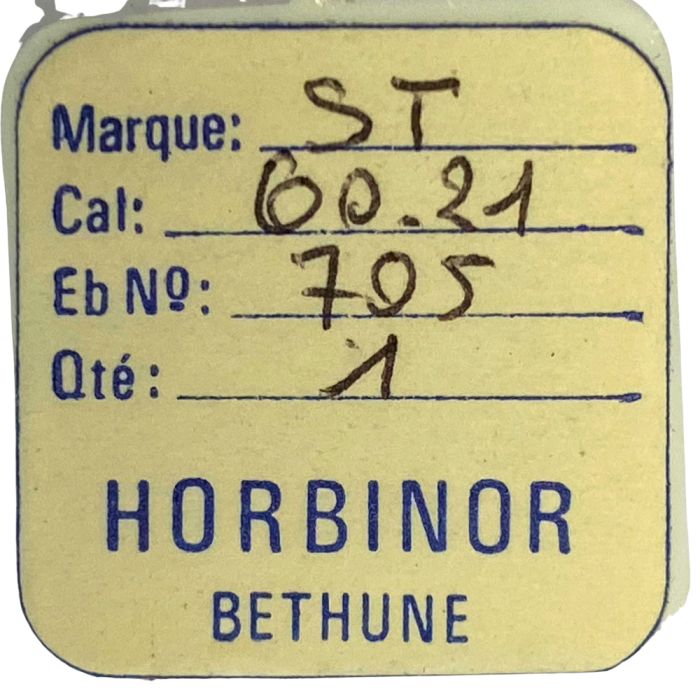 Marque: ST
Cal: 60.21
Eb Nº: 705
Qté: 1
HORBINOR
BETHUNE